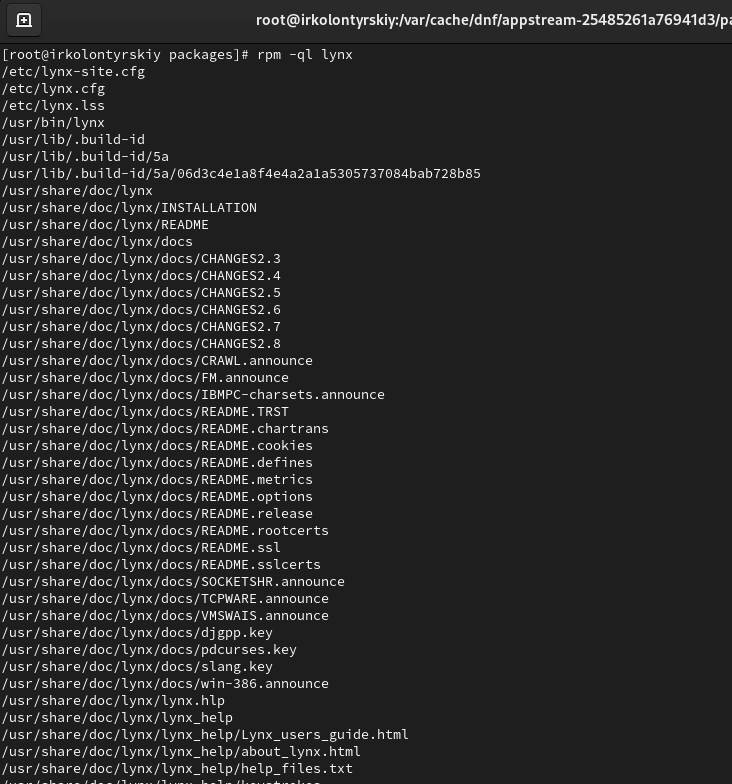 root@irkolontyrskiy:/var/cache/dnf/appstream-25485261a76941d3/pa
[root@irkolontyrskiy packages]# rpm -ql lynx
/etc/lynx-site.cfg
/etc/lynx.cfg
/etc/lynx.lss
/usr/bin/lynx
/usr/lib/.build-id
/usr/lib/.build-id/5a
/usr/lib/.build-id/5a/06d3c4e1a8f4e4a2a1a5305737084bab728b85
/usr/share/doc/lynx
/usr/share/doc/lynx/INSTALLATION
/usr/share/doc/lynx/README
/usr/share/doc/lynx/docs
/usr/share/doc/lynx/docs/CHANGES2.3
/usr/share/doc/lynx/docs/CHANGES2.4
/usr/share/doc/lynx/docs/CHANGES2.5
/usr/share/doc/lynx/docs/CHANGES2.6
/usr/share/doc/lynx/docs/CHANGES2.7
/usr/share/doc/lynx/docs/CHANGES2.8
/usr/share/doc/lynx/docs/CRAWL.announce
/usr/share/doc/lynx/docs/FM.announce
/usr/share/doc/lynx/docs/IBMPC-charsets.announce
/usr/share/doc/lynx/docs/README.TRST
/usr/share/doc/lynx/docs/README.chartrans
/usr/share/doc/lynx/docs/README.cookies
/usr/share/doc/lynx/docs/README.defines
/usr/share/doc/lynx/docs/README.metrics
/usr/share/doc/lynx/docs/README.options
/usr/share/doc/lynx/docs/README.release
/usr/share/doc/lynx/docs/README.rootcerts
/usr/share/doc/lynx/docs/README.ssl
/usr/share/doc/lynx/docs/README.sslcerts
/usr/share/doc/lynx/docs/SOCKETSHR.announce
/usr/share/doc/lynx/docs/TCPWARE.announce
/usr/share/doc/lynx/docs/VMSWAIS.announce
/usr/share/doc/lynx/docs/djgpp.key
/usr/share/doc/lynx/docs/pdcurses.key
/usr/share/doc/lynx/docs/slang.key
/usr/share/doc/lynx/docs/win-386.announce
/usr/share/doc/lynx/lynx.hlp
/usr/share/doc/lynx/lynx_help
/usr/share/doc/lynx/lynx_help/Lynx_users_guide.html
/usr/share/doc/lynx/lynx_help/about_lynx.html
/usr/share/doc/lynx/lynx_help/help_files.txt